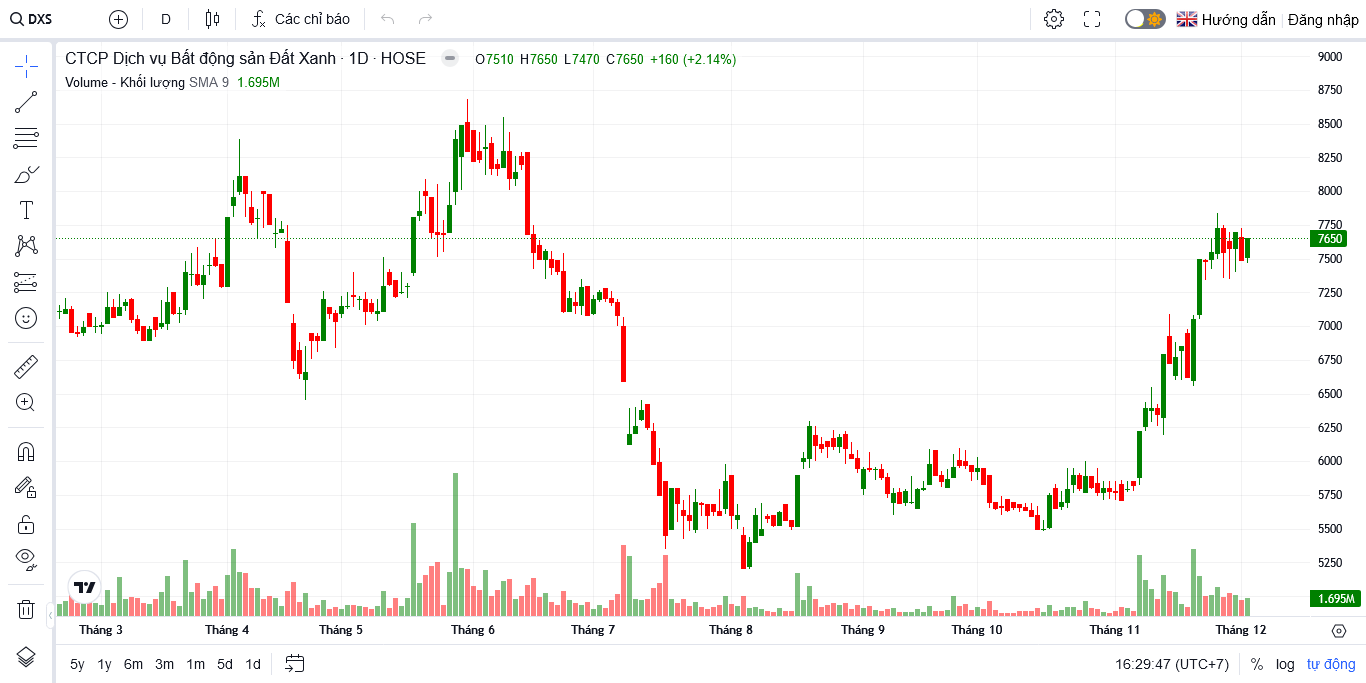 DXS D Các chỉ báo Hướng dẫn Đăng nhập
CTCP Dịch vụ Bất động sản Đất Xanh · 1D · HOSE O7510 H7650 L7470 C7650 +160 (+2.14%)
Volume - Khối lượng SMA 9 1.695M
9000
8750
8500
8250
8000
7750
7650
7500
7250
7000
6750
6500
6250
6000
5750
5500
5250
1.695M
Tháng 3 Tháng 4 Tháng 5 Tháng 6 Tháng 7 Tháng 8 Tháng 9 Tháng 10 Tháng 11 Tháng 12
5y 1y 6m 3m 1m 5d 1d 16:29:47 (UTC+7) % log tự động